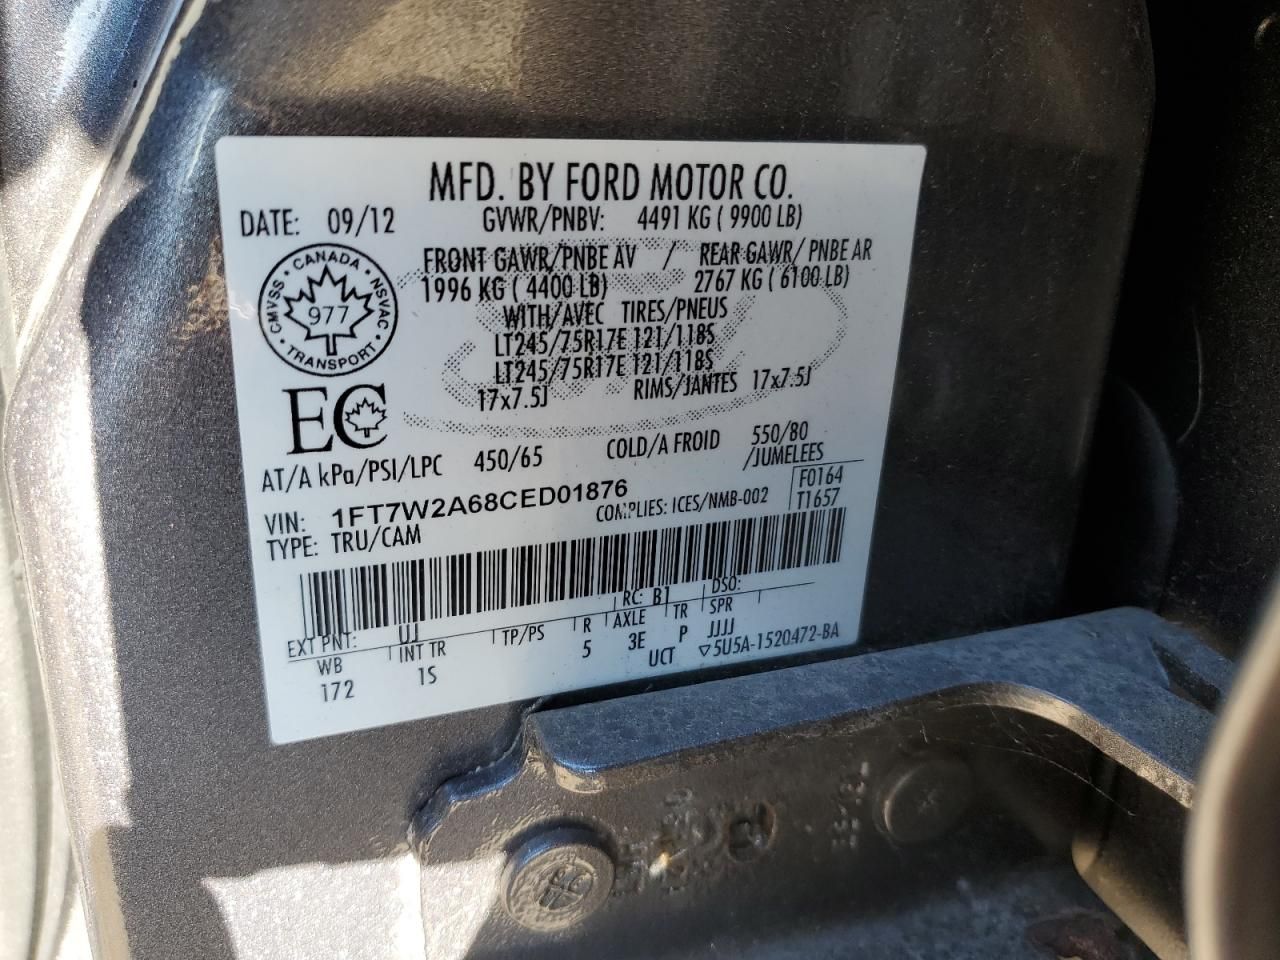 MFD. BY FORD MOTOR CO.
DATE: 09/12 GVWR/PNBV: 4491 KG ( 9900 LB)
FRONT GAWR/PNBE AV / REAR GAWR/ PNBE AR
1996 KG ( 4400 LB) 2767 KG ( 6100 LB)
WITH/AVEC TIRES/PNEUS
LT245/75R17E 121/118S
LT245/75R17E 121/118S
17x7.5J RIMS/JANTES 17x7.5J
CMVSS • CANADA • NSVAC • TRANSPORT •
977
EC
AT/A kPa/PSI/LPC 450/65 COLD/A FROID 550/80
/JUMELEES
VIN: 1FT7W2A68CED01876
F0164
TYPE: TRU/CAM COMPLIES: ICES/NMB-002 T1657
EXT PNT: UJ RC: B1 DSO:
WB INT TR TP/PS R AXLE TR SPR
172 1S 5 3E P JJJJ
UCT ▽5U5A-1520472-BA